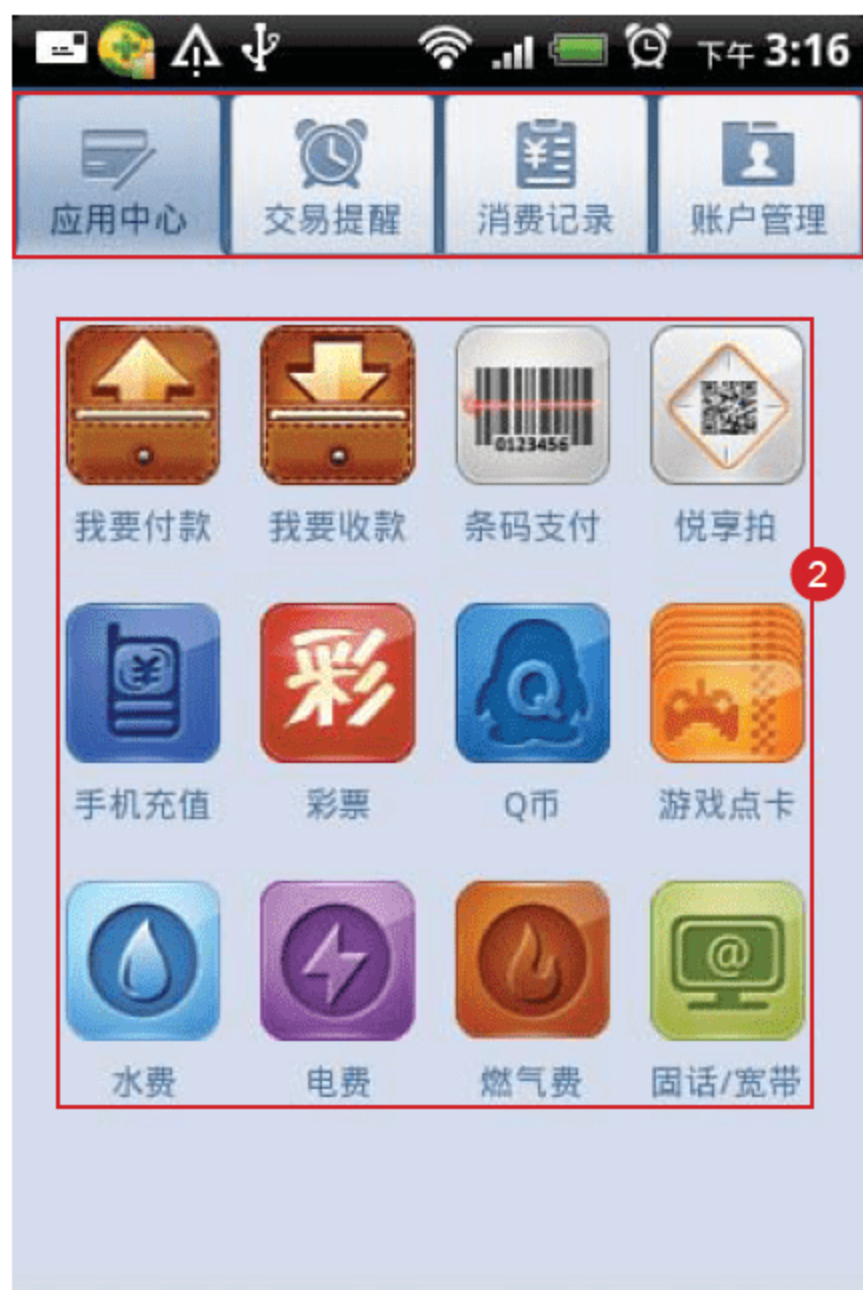 下午 3:16
应用中心 交易提醒 消费记录 账户管理
¥
0123456
我要付款 我要收款 条码支付 悦享拍
2
¥ 彩 Q
手机充值 彩票 Q币 游戏点卡
@
水费 电费 燃气费 固话/宽带